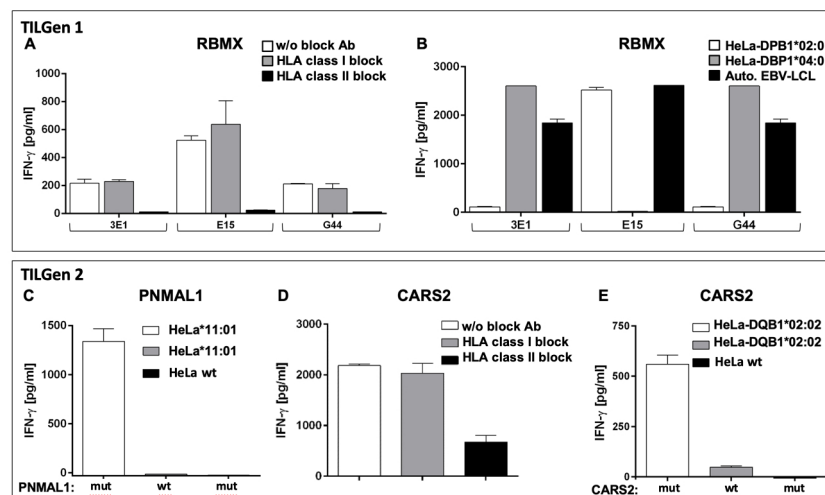 TILGen 1
A
RBMX
w/o block Ab
HLA class I block
HLA class II block
IFN-γ [pg/ml]
1000
800
600
400
200
0
3E1
E15
G44
B
RBMX
HeLa-DPB1*02:0
HeLa-DBP1*04:0
Auto. EBV-LCL
IFN-γ [pg/ml]
3000
2000
1000
0
3E1
E15
G44
TILGen 2
C
PNMAL1
HeLa*11:01
HeLa*11:01
HeLa wt
IFN-γ [pg/ml]
1500
1000
500
0
PNMAL1: mut wt mut
D
CARS2
w/o block Ab
HLA class I block
HLA class II block
IFN-γ [pg/ml]
3000
2000
1000
0
E
CARS2
HeLa-DQB1*02:02
HeLa-DQB1*02:02
HeLa wt
IFN-γ [pg/ml]
750
500
250
0
CARS2: mut wt mut